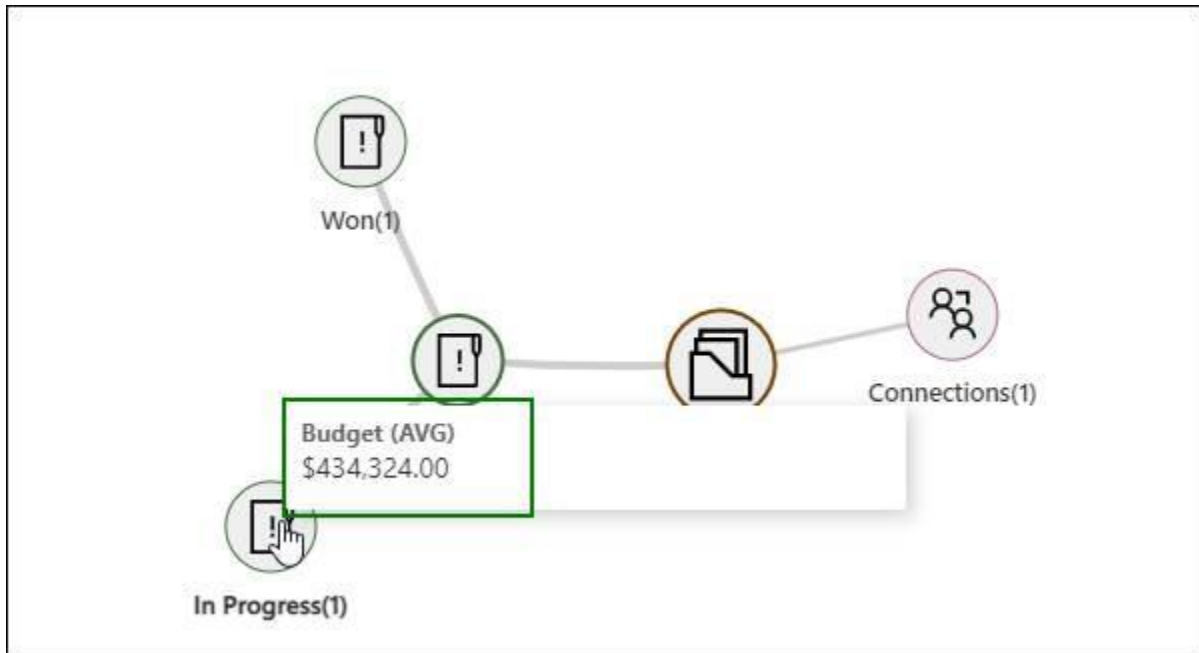 Won(1)
Connections(1)
Budget (AVG)
$434,324.00
In Progress(1)